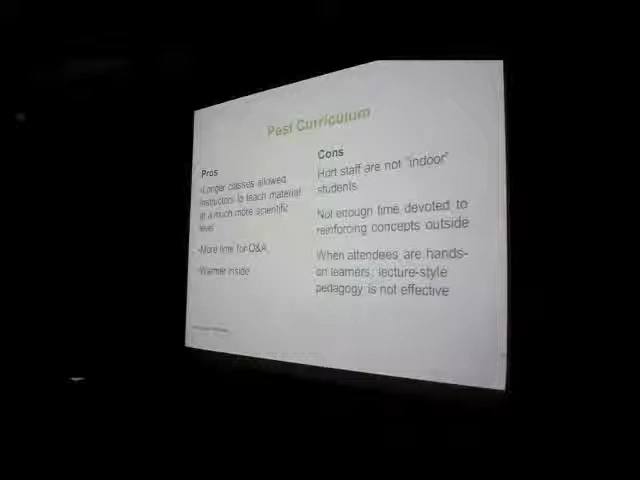 Past Curriculum
Pros
-Longer classes allowed
instructors to teach material
at a much more scientific
level
-More time for Q&A
-Warmer inside
Cons
Hort staff are not "indoor"
students
Not enough time devoted to
reinforcing concepts outside
When attendees are hands-
on learners, lecture-style
pedagogy is not effective